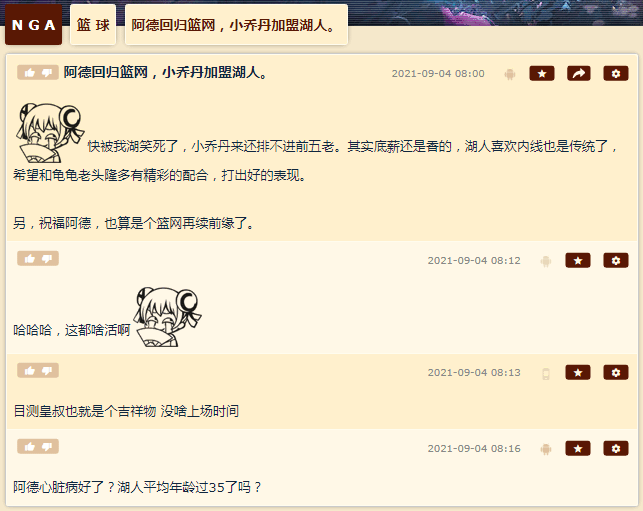 NGA 篮球 阿德回归篮网，小乔丹加盟湖人。
阿德回归篮网，小乔丹加盟湖人。 2021-09-04 08:00
快被我湖笑死了，小乔丹来还排不进前五老。其实底薪还是香的，湖人喜欢内线也是传统了，
希望和龟龟老头隆多有精彩的配合，打出好的表现。
另，祝福阿德，也算是个篮网再续前缘了。
2021-09-04 08:12
哈哈哈，这都啥活啊
2021-09-04 08:13
目测皇叔也就是个吉祥物 没啥上场时间
2021-09-04 08:16
阿德心脏病好了？湖人平均年龄过35了吗？